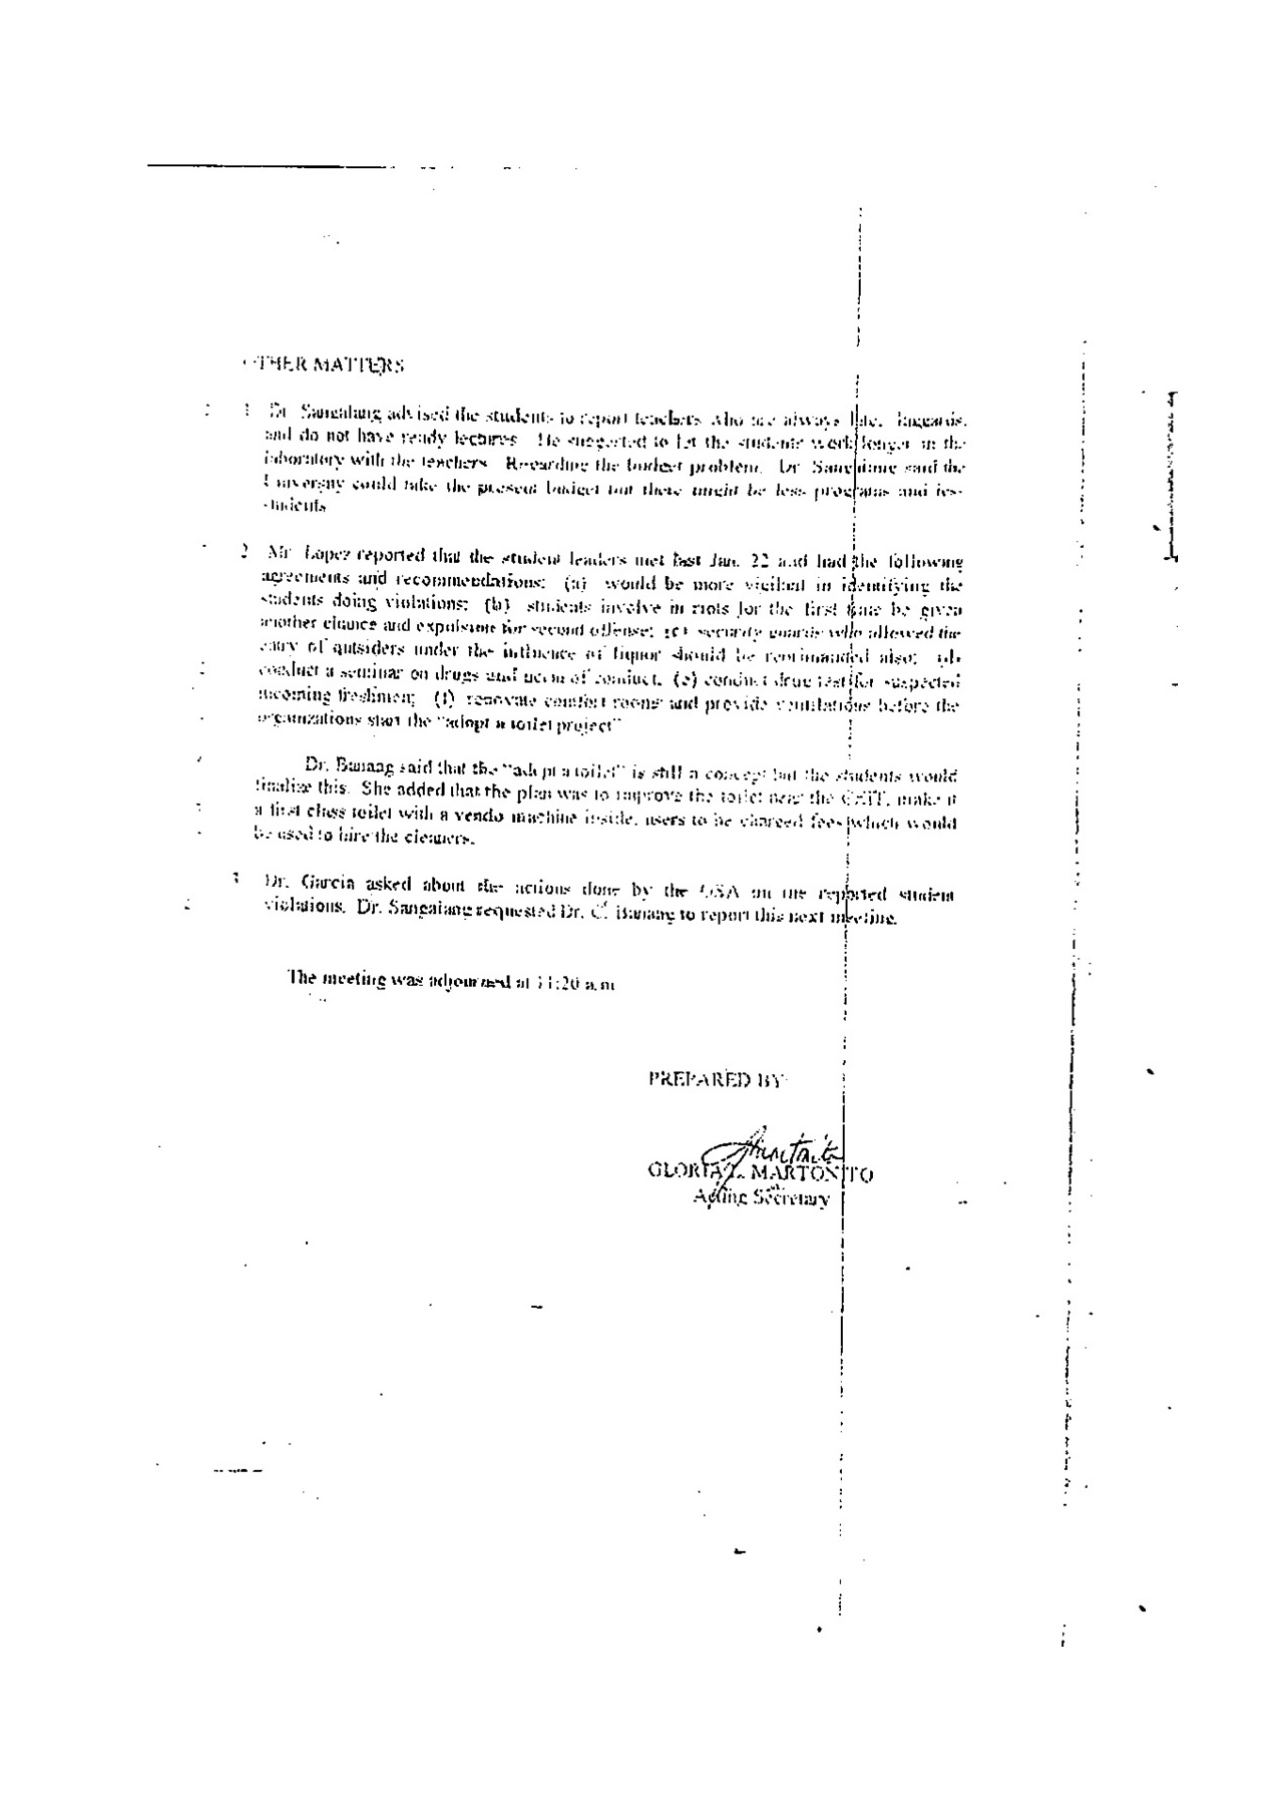 OTHER MATTERS
1 Dr. Sangalang advised the students to report teachers who are always late, laggards,
and do not have ready lectures He suggested to let the students work longer in the
laboratory with the teachers Regarding the budget problem, Dr. Sangalang said the
University could take the present budget but there might be less programs and
students
2 Mr. Lopez reported that the student leaders met last Jan. 22 and had the following
agreements and recommendations: (a) would be more vigilant in identifying the
students doing violations; (b) students involve in riots for the first time be given
another chance and expulsion for second offense; (c) security guards who allowed the
entry of outsiders under the influence of liquor should be reprimanded also;
conduct a seminar on drugs and norm of conduct, (e) conduct drug test for suspected
incoming freshmen; (f) renovate comfort rooms and provide ventilations before the
organizations start the "adopt a toilet project"
Dr. Banaag said that the "adopt a toilet" is still a concept but the students would
finalize this. She added that the plan was to improve the toilet near the make it
a first class toilet with a vendo machine inside, users to be charged fees which would
be used to hire the cleaners.
3 Dr. Garcia asked about the actions done by the OSA on the reported student
violations. Dr. Sangalang requested Dr. C. Banaag to report this next meeting.
The meeting was adjourned at 11:20 a.m
PREPARED BY
GLORIA L. MARTONITO
Acting Secretary